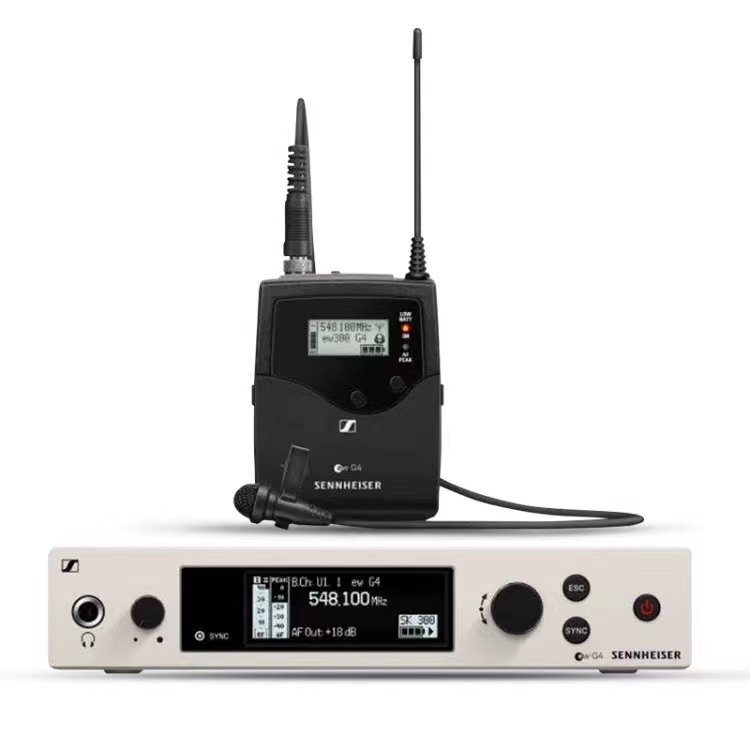 LOW
BATT
ON
AF
PEAK
548.100MHz
ew300 G4
ew G4
SENNHEISER
PEAK
B.Ch: U1. 1 ew G4
548.100 MHz
SK 300
AF Out +18 dB
SYNC
ESC
SYNC
ew G4 SENNHEISER